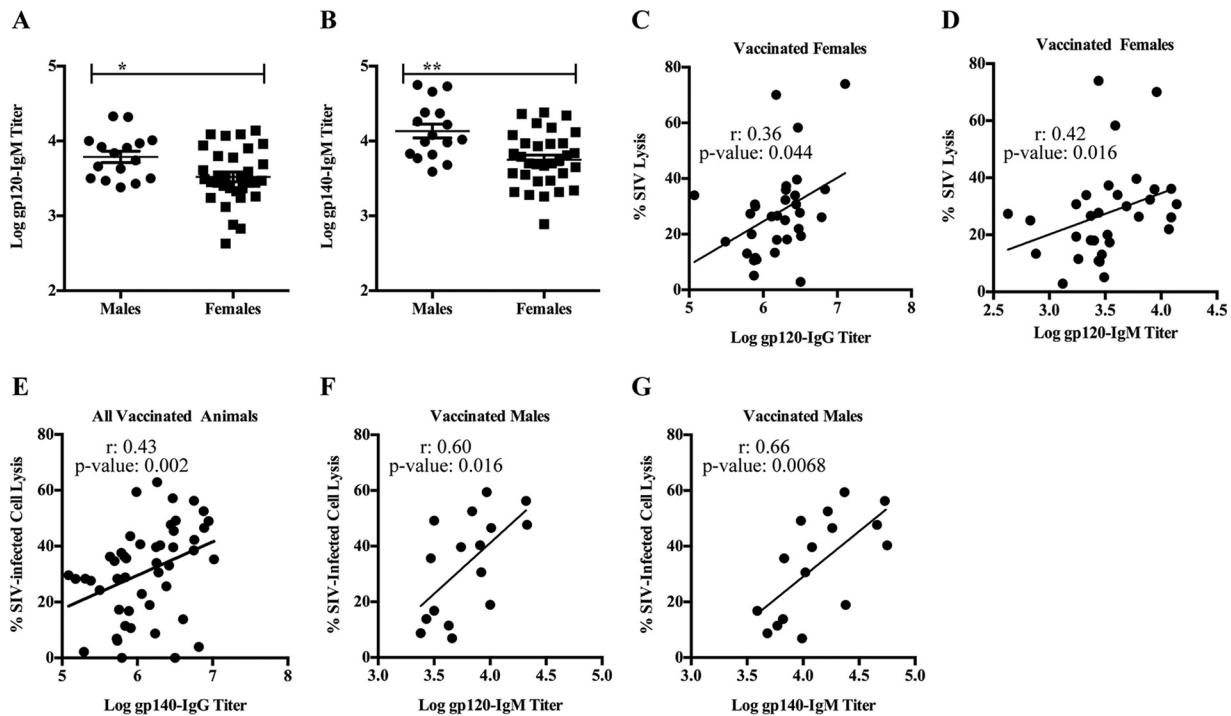 A
B
C
D
Vaccinated Females
Vaccinated Females
*
**
5
4
3
2
Log gp120-IgM Titer
Males
Females
5
4
3
2
Log gp140-IgM Titer
Males
Females
80
60
40
20
0
% SIV Lysis
r: 0.36
p-value: 0.044
5
6
7
8
Log gp120-IgG Titer
80
60
40
20
0
% SIV Lysis
r: 0.42
p-value: 0.016
2.5
3.0
3.5
4.0
4.5
Log gp120-IgM Titer
E
F
G
All Vaccinated Animals
r: 0.43
p-value: 0.002
80
60
40
20
0
% SIV-infected Cell Lysis
5
6
7
8
Log gp140-IgG Titer
Vaccinated Males
r: 0.60
p-value: 0.016
80
60
40
20
0
% SIV-Infected Cell Lysis
3.0
3.5
4.0
4.5
5.0
Log gp120-IgM Titer
Vaccinated Males
r: 0.66
p-value: 0.0068
80
60
40
20
0
% SIV-Infected Cell Lysis
3.0
3.5
4.0
4.5
5.0
Log gp140-IgM Titer